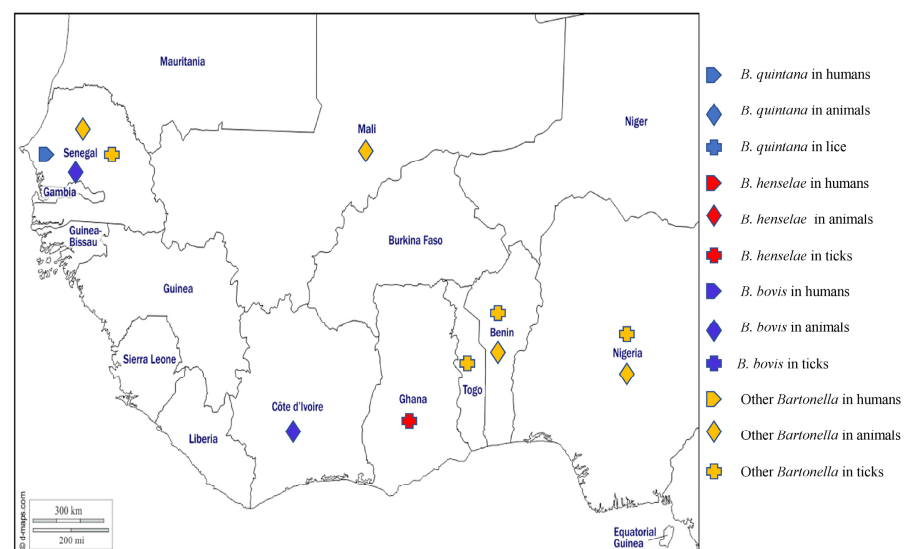 Mauritania
Mali
Niger
Senegal
Gambia
Guinea-
Bissau
Burkina Faso
Guinea
Benin
Nigeria
Sierra Leone
Togo
Ghana
Côte d'Ivoire
Liberia
Equatorial
Guinea
300 km
200 mi
© d-maps.com
B. quintana in humans
B. quintana in animals
B. quintana in lice
B. henselae in humans
B. henselae in animals
B. henselae in ticks
B. bovis in humans
B. bovis in animals
B. bovis in ticks
Other Bartonella in humans
Other Bartonella in animals
Other Bartonella in ticks